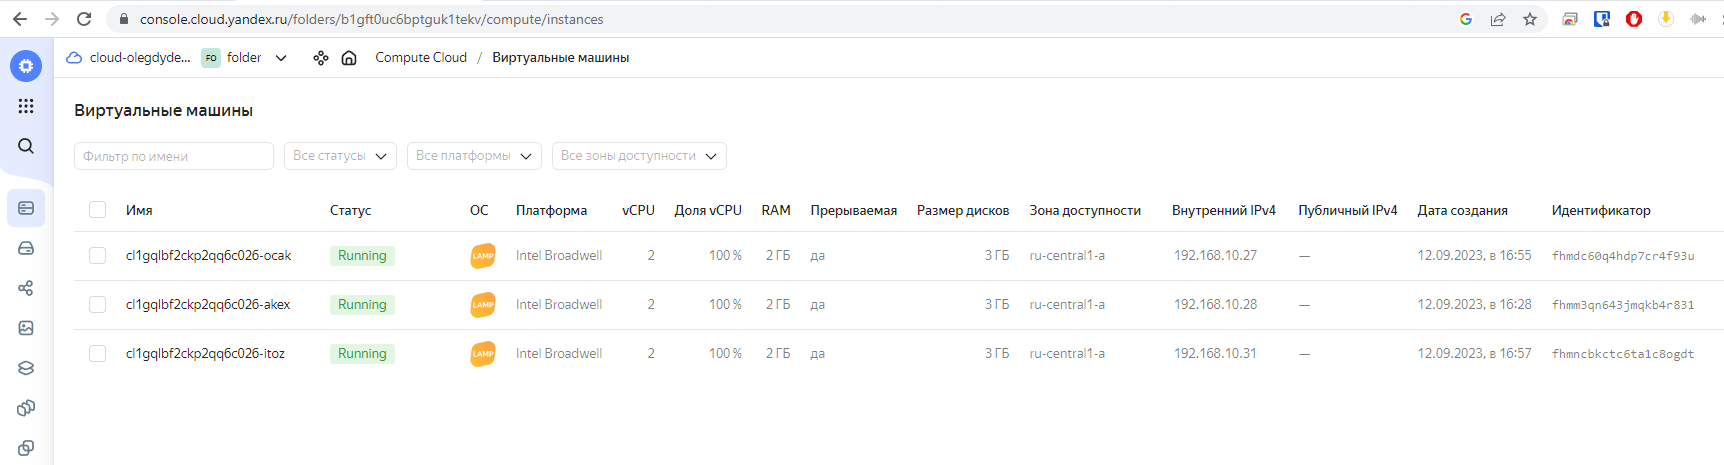 console.cloud.yandex.ru/folders/b1gft0uc6bptguk1tekv/compute/instances
cloud-olegdyde... FO folder Compute Cloud / Виртуальные машины
Виртуальные машины
Фильтр по имени Все статусы Все платформы Все зоны доступности
Имя Статус ОС Платформа vCPU Доля vCPU RAM Прерываемая Размер дисков Зона доступности Внутренний IPv4 Публичный IPv4 Дата создания Идентификатор
cl1gqlbf2ckp2qq6c026-ocak Running LAMP Intel Broadwell 2 100 % 2 ГБ да 3 ГБ ru-central1-a 192.168.10.27 — 12.09.2023, в 16:55 fhmdc60q4hdp7cr4f93u
cl1gqlbf2ckp2qq6c026-akex Running LAMP Intel Broadwell 2 100 % 2 ГБ да 3 ГБ ru-central1-a 192.168.10.28 — 12.09.2023, в 16:28 fhmm3qn643jmqkb4r831
cl1gqlbf2ckp2qq6c026-itoz Running LAMP Intel Broadwell 2 100 % 2 ГБ да 3 ГБ ru-central1-a 192.168.10.31 — 12.09.2023, в 16:57 fhmncbkctc6ta1c8ogdt